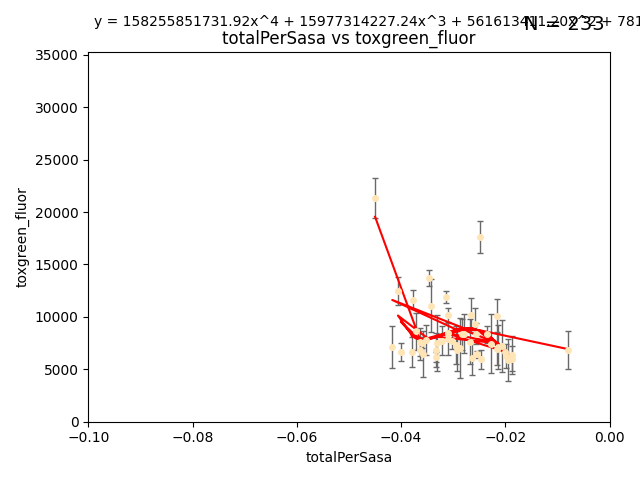 y = 158255851731.92x^4 + 15977314227.24x^3 + + 781
N = 233
totalPerSasa vs toxgreen_fluor
35000
30000
25000
20000
15000
10000
5000
0
toxgreen_fluor
−0.10 −0.08 −0.06 −0.04 −0.02 0.00
totalPerSasa